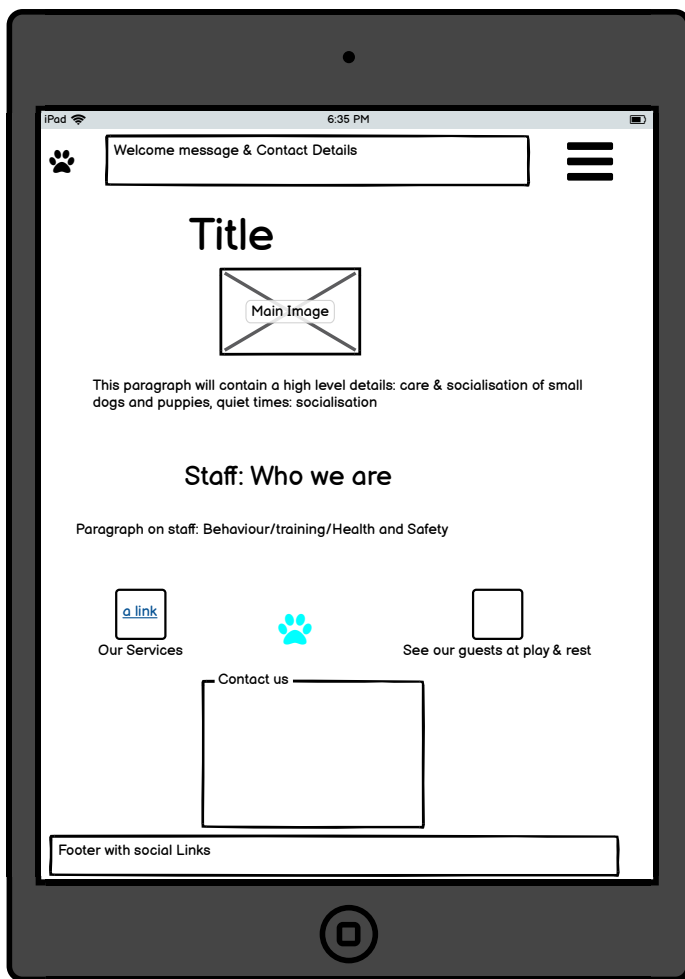 iPad 6:35 PM
Welcome message & Contact Details
Title
Main Image
This paragraph will contain a high level details: care & socialisation of small
dogs and puppies, quiet times: socialisation
Staff: Who we are
Paragraph on staff: Behaviour/training/Health and Safety
a link
Our Services
See our guests at play & rest
Contact us
Footer with social Links